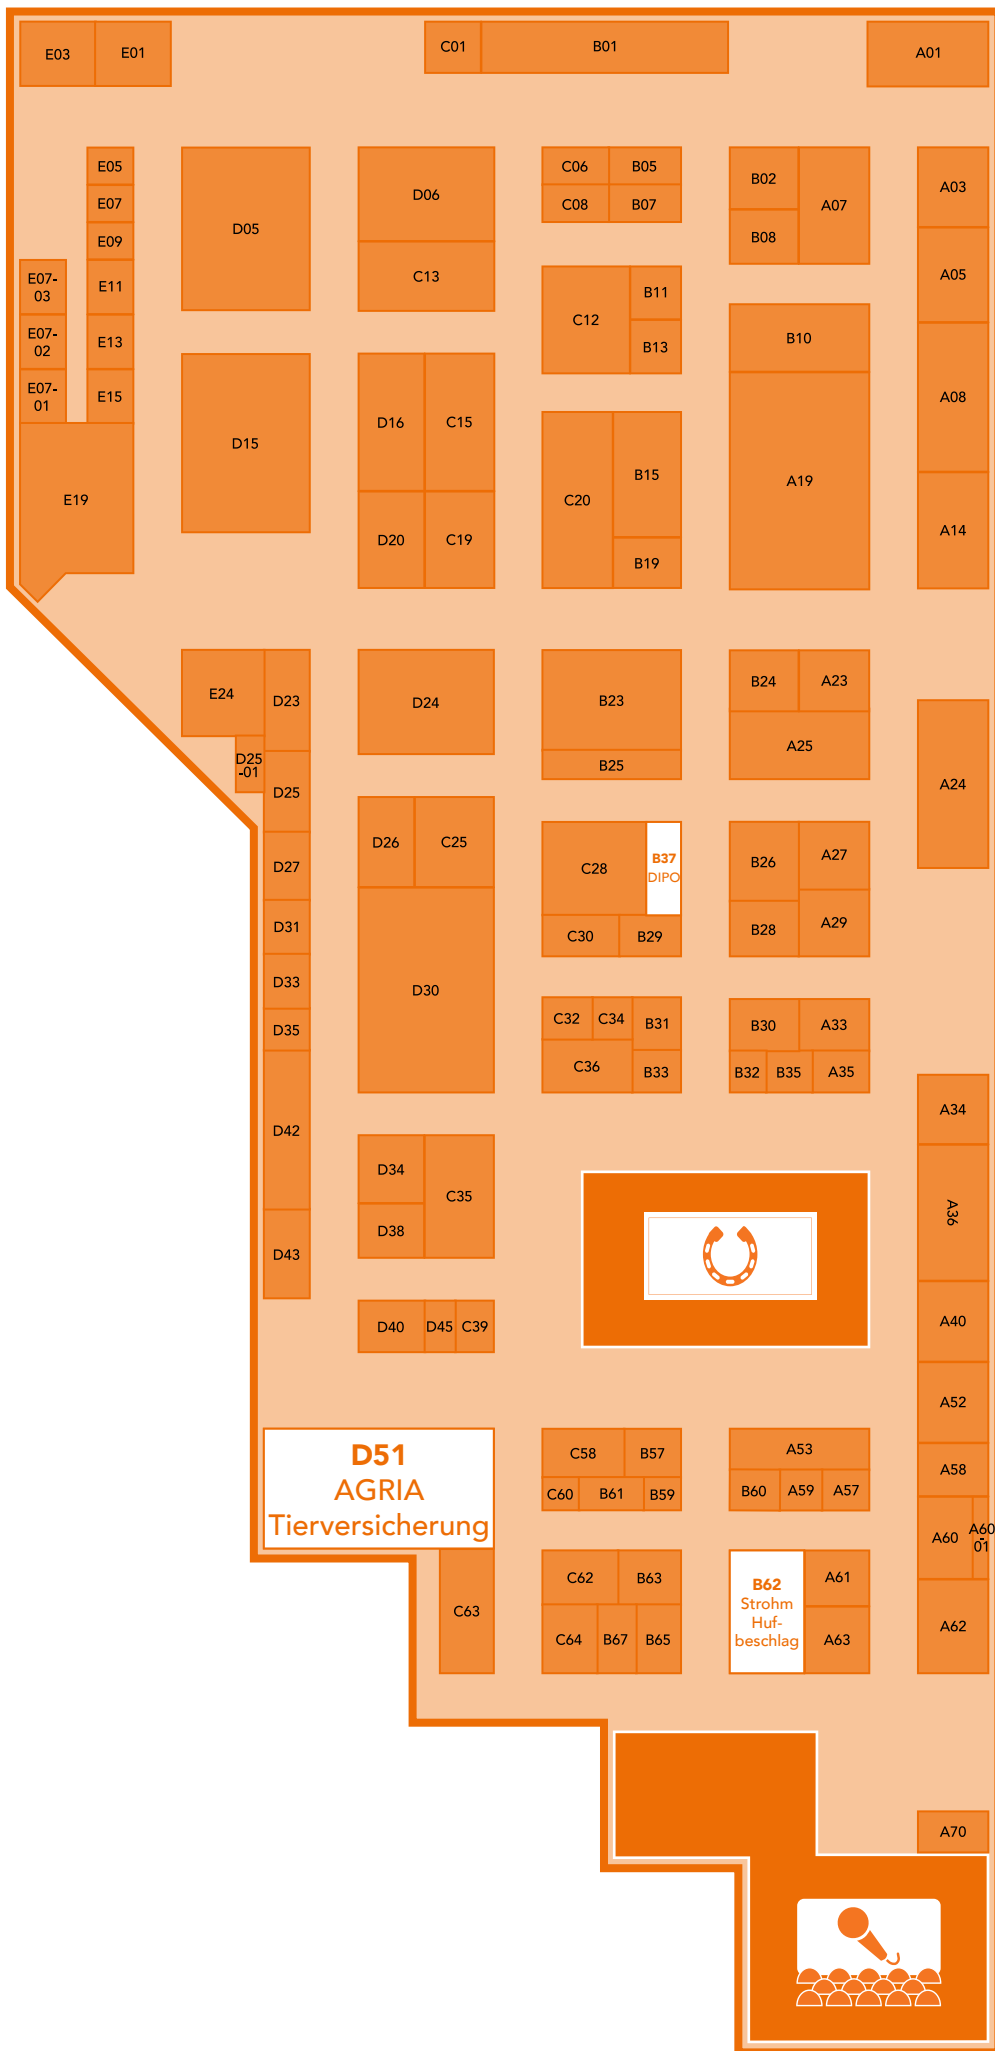 E03
E01
C01
B01
A01
E05
E07
E09
E11
E13
E15
E07-
03
E07-
02
E07-
01
E19
D05
D15
D06
C13
D16
C15
D20
C19
C06
B05
C08
B07
C12
B11
B13
C20
B15
B19
B02
A07
B08
B10
A19
A03
A05
A08
A14
E24
D23
D25
-01
D25
D27
D31
D33
D35
D42
D43
D24
D26
C25
D30
D34
C35
D38
D40
D45
C39
B23
B25
C28
B37
DIPO
C30
B29
C32
C34
B31
C36
B33
B24
A23
A25
B26
A27
B28
A29
B30
A33
B32
B35
A35
A24
A34
A36
A40
A52
A58
A60
A60
-01
A62
D51
AGRIA
Tierversicherung
C63
C58
B57
C60
B61
B59
C62
B63
C64
B67
B65
A53
B60
A59
A57
B62
Strohm
Huf-
beschlag
A61
A63
A70